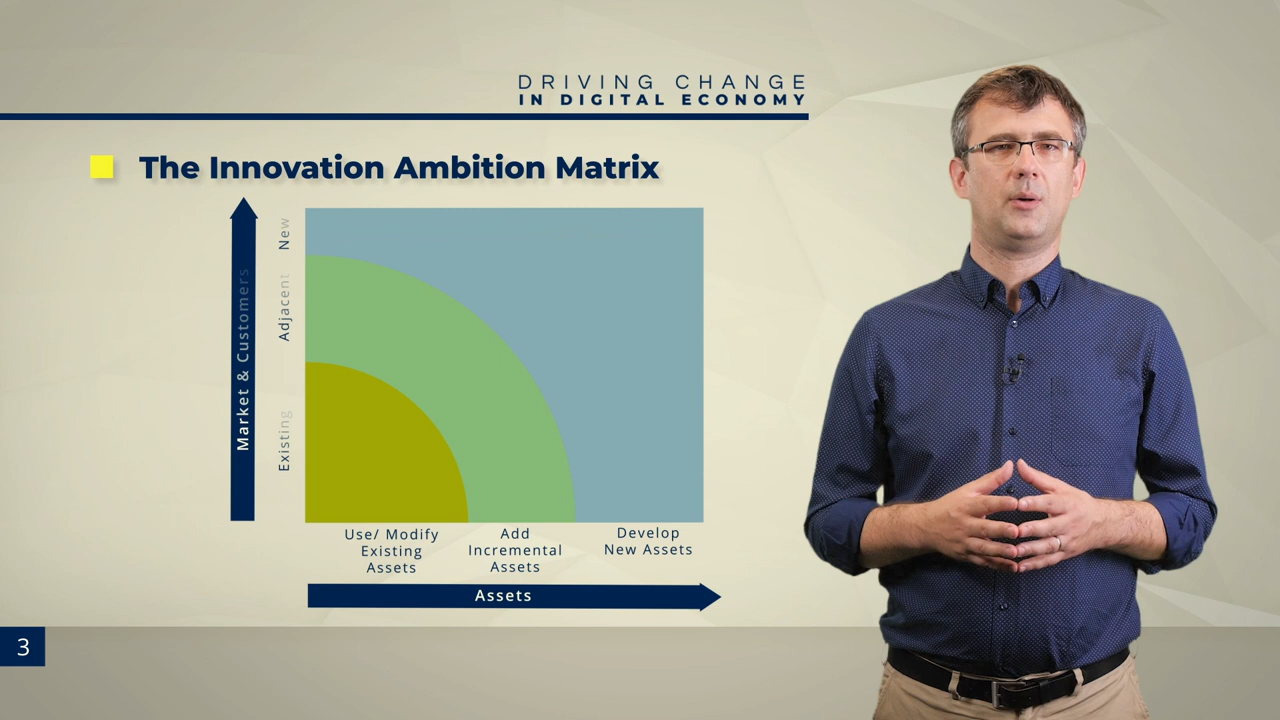 DRIVING CHANGE
IN DIGITAL ECONOMY
The Innovation Ambition Matrix
New
Adjacent
Existing
Market & Customers
Use/ Modify
Existing
Assets
Add
Incremental
Assets
Develop
New Assets
Assets
3